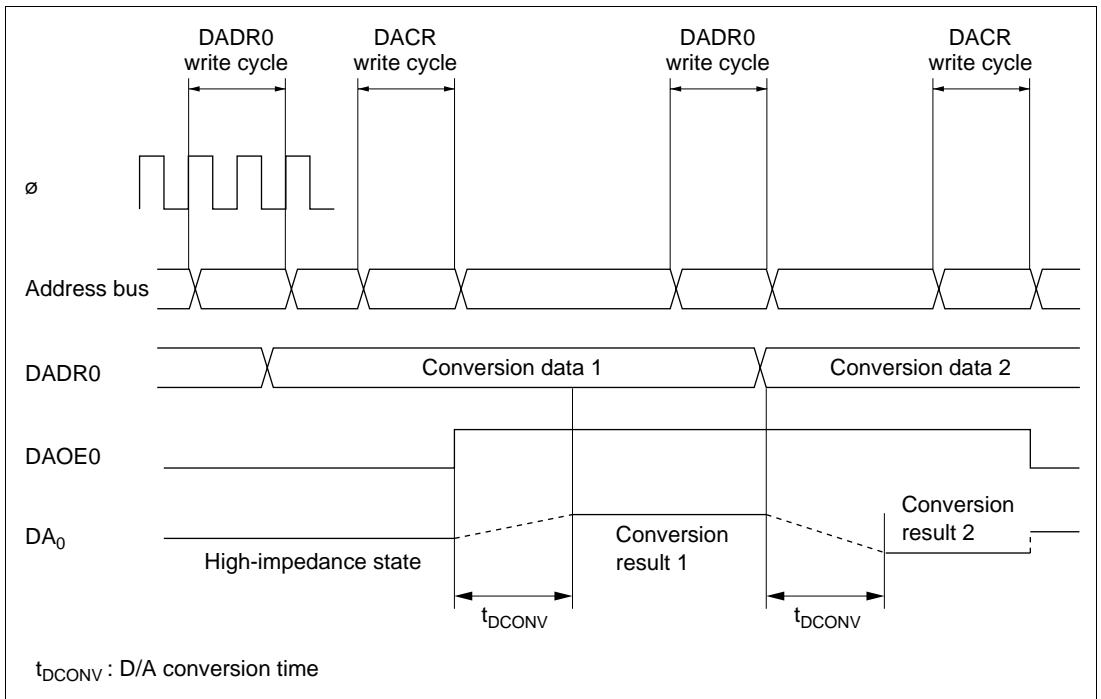 DADR0
write cycle
DACR
write cycle
DADR0
write cycle
DACR
write cycle
ø
Address bus
DADR0
Conversion data 1
Conversion data 2
DAOE0
DA0
High-impedance state
Conversion
result 1
Conversion
result 2
tDCONV
tDCONV
tDCONV : D/A conversion time